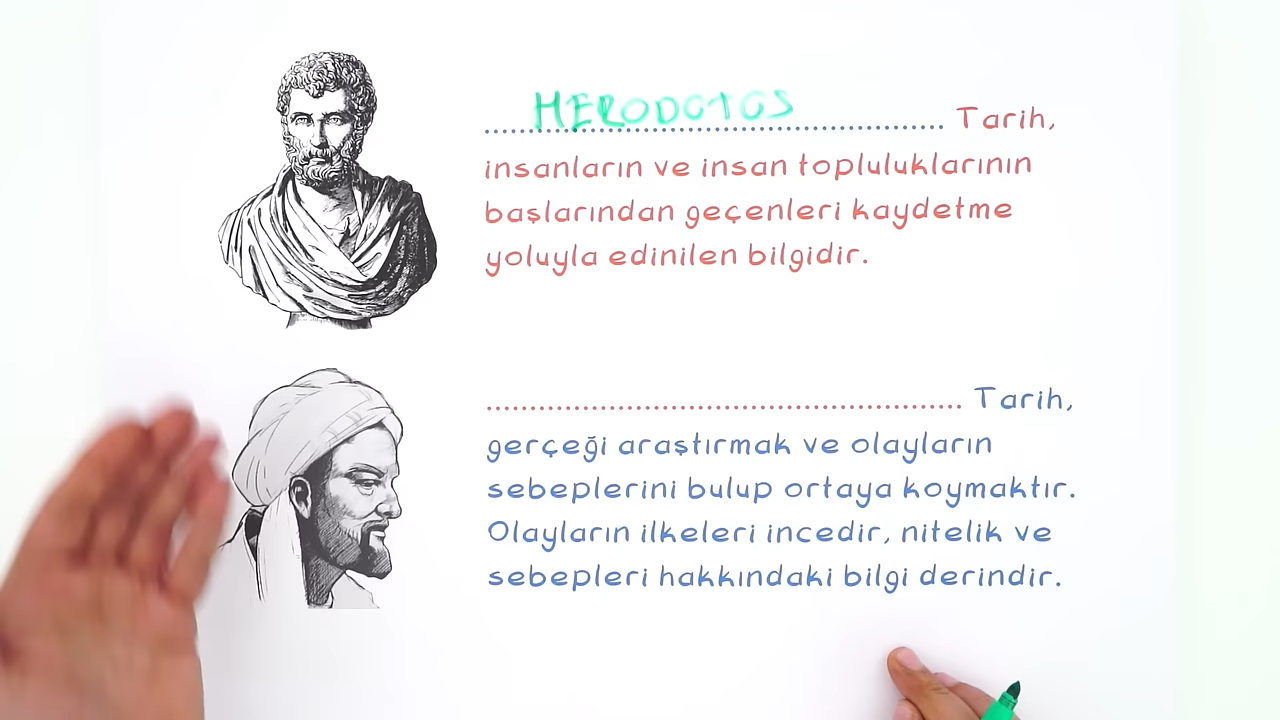 HERODOTOS
.................................................. Tarih,
insanların ve insan topluluklarının
başlarından geçenleri kaydetme
yoluyla edinilen bilgidir.
.................................................... Tarih,
gerçeği araştırmak ve olayların
sebeplerini bulup ortaya koymaktır.
Olayların ilkeleri incedir, nitelik ve
sebepleri hakkındaki bilgi derindir.